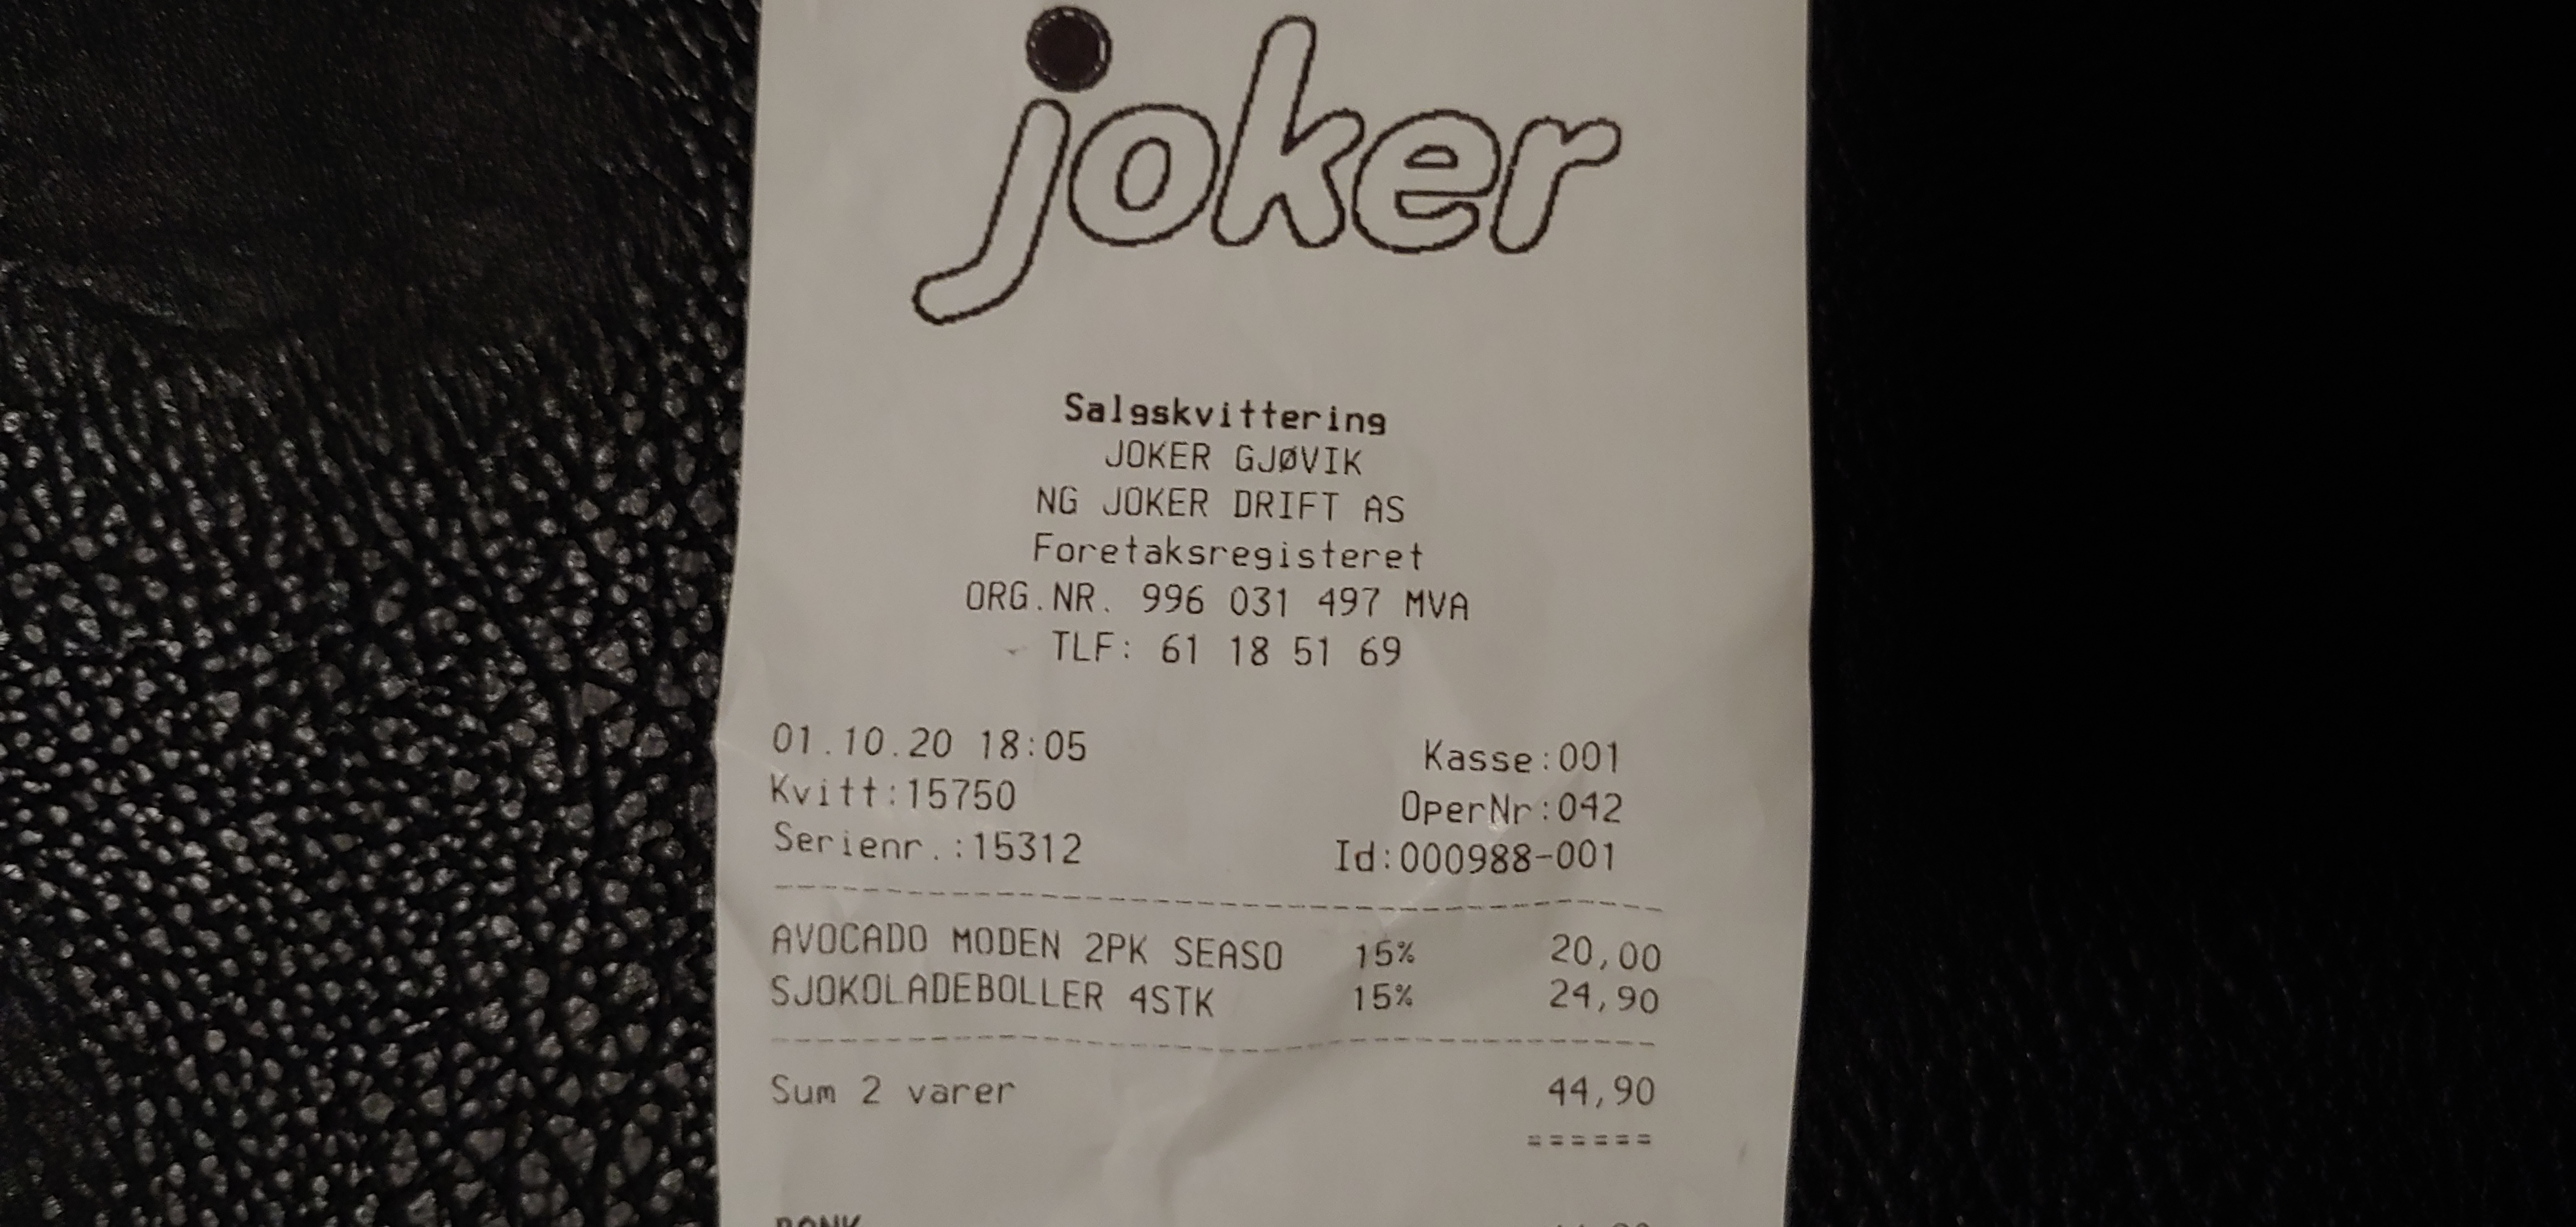 joker
Salgskvittering
JOKER GJØVIK
NG JOKER DRIFT AS
Foretaksregisteret
ORG.NR. 996 031 497 MVA
TLF: 61 18 51 69
01.10.20 18:05 Kasse:001
Kvitt:15750 OperNr:042
Serienr.:15312 Id:000988-001
--------------------------------
AVOCADO MODEN 2PK SEASO 15% 20,00
SJOKOLADEBOLLER 4STK 15% 24,90
--------------------------------
Sum 2 varer 44,90
======